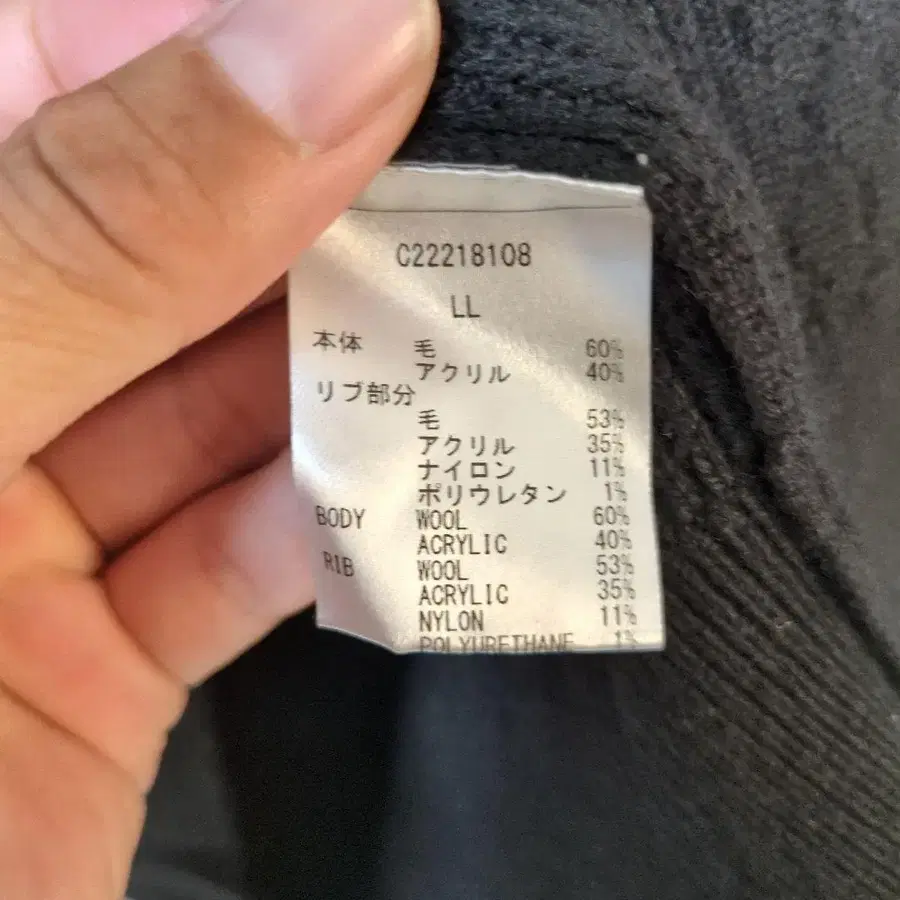 C22218108
LL
本体 毛 60%
アクリル 40%
リブ部分
毛 53%
アクリル 35%
ナイロン 11%
ポリウレタン 1%
BODY WOOL 60%
ACRYLIC 40%
RIB WOOL 53%
ACRYLIC 35%
NYLON 11%
POLYURETHANE 1%